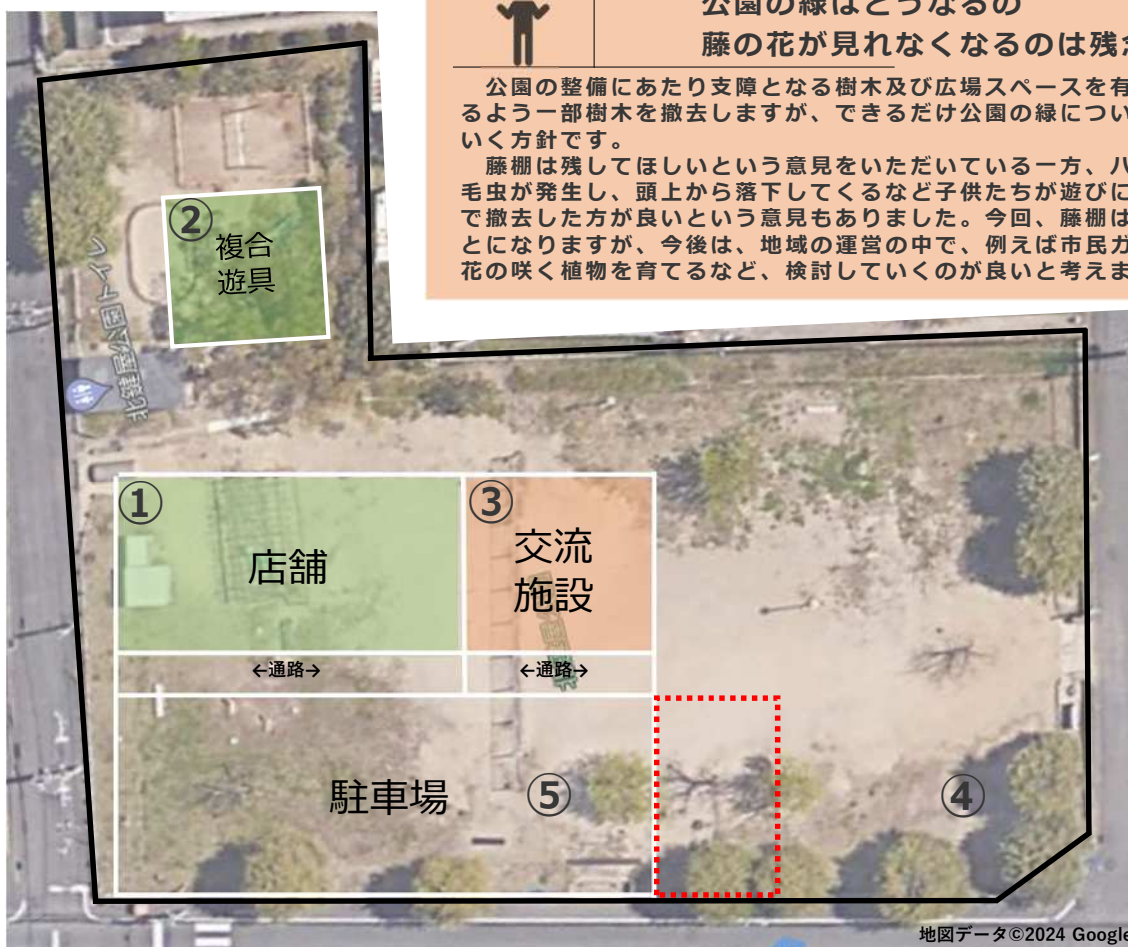 公園の緑はどうなるの
藤の花が見れなくなるのは残念
公園の整備にあたり支障となる樹木及び広場スペースを有
るよう一部樹木を撤去しますが、できるだけ公園の緑につい
いく方針です。
藤棚は残してほしいという意見をいただいている一方、八
毛虫が発生し、頭上から落下してくるなど子供たちが遊びに
で撤去した方が良いという意見もありました。今回、藤棚は
とになりますが、今後は、地域の運営の中で、例えば市民ガ
花の咲く植物を育てるなど、検討していくのが良いと考えま
②
複合
遊具
北鍵屋公園トイレ
①
店舗
③
交流
施設
←通路→
←通路→
駐車場
⑤
④
地図データ©2024 Google